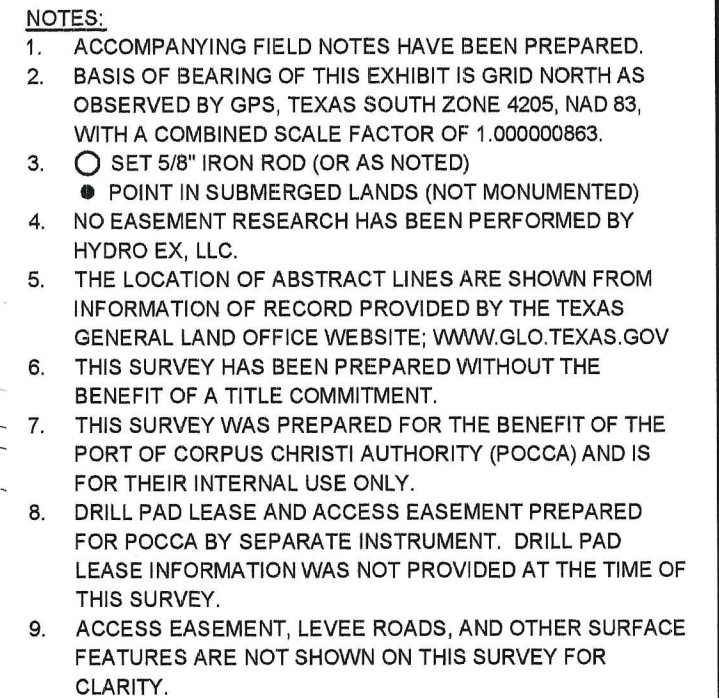 NOTES:
1. ACCOMPANYING FIELD NOTES HAVE BEEN PREPARED.
2. BASIS OF BEARING OF THIS EXHIBIT IS GRID NORTH AS
OBSERVED BY GPS, TEXAS SOUTH ZONE 4205, NAD 83,
WITH A COMBINED SCALE FACTOR OF 1.000000863.
3. SET 5/8" IRON ROD (OR AS NOTED)
POINT IN SUBMERGED LANDS (NOT MONUMENTED)
4. NO EASEMENT RESEARCH HAS BEEN PERFORMED BY
HYDRO EX, LLC.
5. THE LOCATION OF ABSTRACT LINES ARE SHOWN FROM
INFORMATION OF RECORD PROVIDED BY THE TEXAS
GENERAL LAND OFFICE WEBSITE; WWW.GLO.TEXAS.GOV
6. THIS SURVEY HAS BEEN PREPARED WITHOUT THE
BENEFIT OF A TITLE COMMITMENT.
7. THIS SURVEY WAS PREPARED FOR THE BENEFIT OF THE
PORT OF CORPUS CHRISTI AUTHORITY (POCCA) AND IS
FOR THEIR INTERNAL USE ONLY.
8. DRILL PAD LEASE AND ACCESS EASEMENT PREPARED
FOR POCCA BY SEPARATE INSTRUMENT. DRILL PAD
LEASE INFORMATION WAS NOT PROVIDED AT THE TIME OF
THIS SURVEY.
9. ACCESS EASEMENT, LEVEE ROADS, AND OTHER SURFACE
FEATURES ARE NOT SHOWN ON THIS SURVEY FOR
CLARITY.